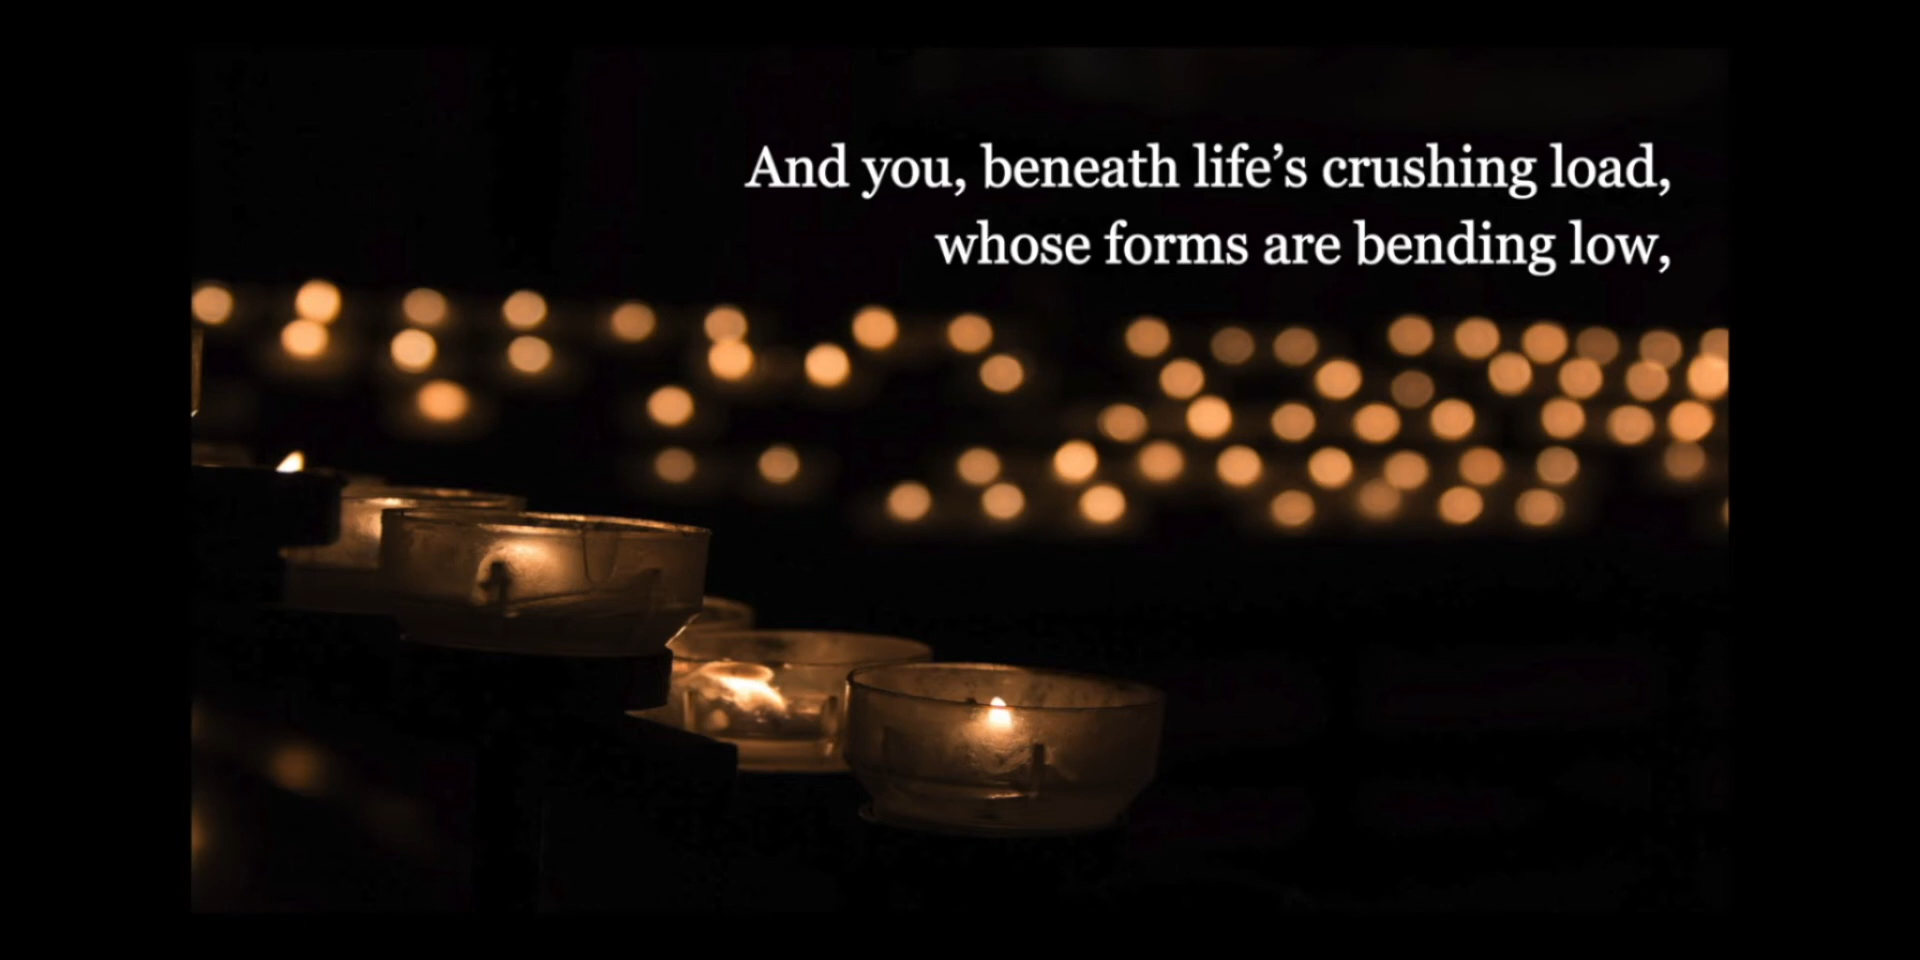 And you, beneath life’s crushing load,
whose forms are bending low,